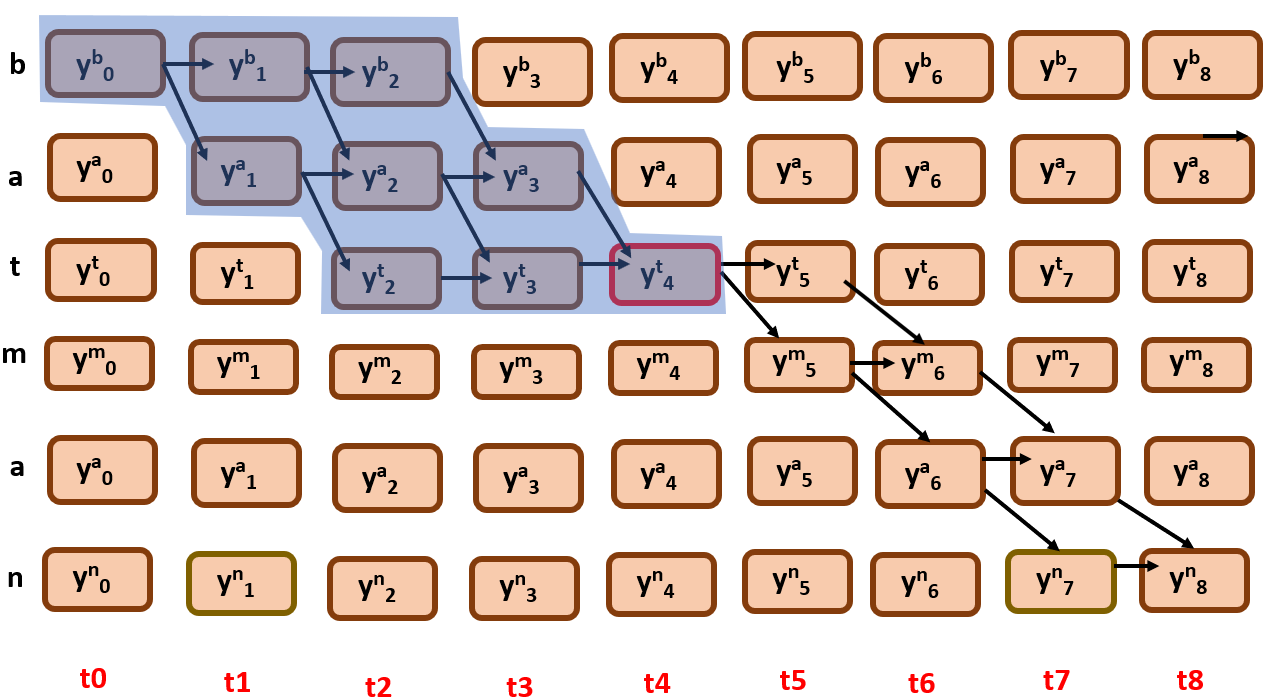 b y^b_0 y^b_1 y^b_2 y^b_3 y^b_4 y^b_5 y^b_6 y^b_7 y^b_8
a y^a_0 y^a_1 y^a_2 y^a_3 y^a_4 y^a_5 y^a_6 y^a_7 y^a_8
t y^t_0 y^t_1 y^t_2 y^t_3 y^t_4 y^t_5 y^t_6 y^t_7 y^t_8
m y^m_0 y^m_1 y^m_2 y^m_3 y^m_4 y^m_5 y^m_6 y^m_7 y^m_8
a y^a_0 y^a_1 y^a_2 y^a_3 y^a_4 y^a_5 y^a_6 y^a_7 y^a_8
n y^n_0 y^n_1 y^n_2 y^n_3 y^n_4 y^n_5 y^n_6 y^n_7 y^n_8
t0 t1 t2 t3 t4 t5 t6 t7 t8